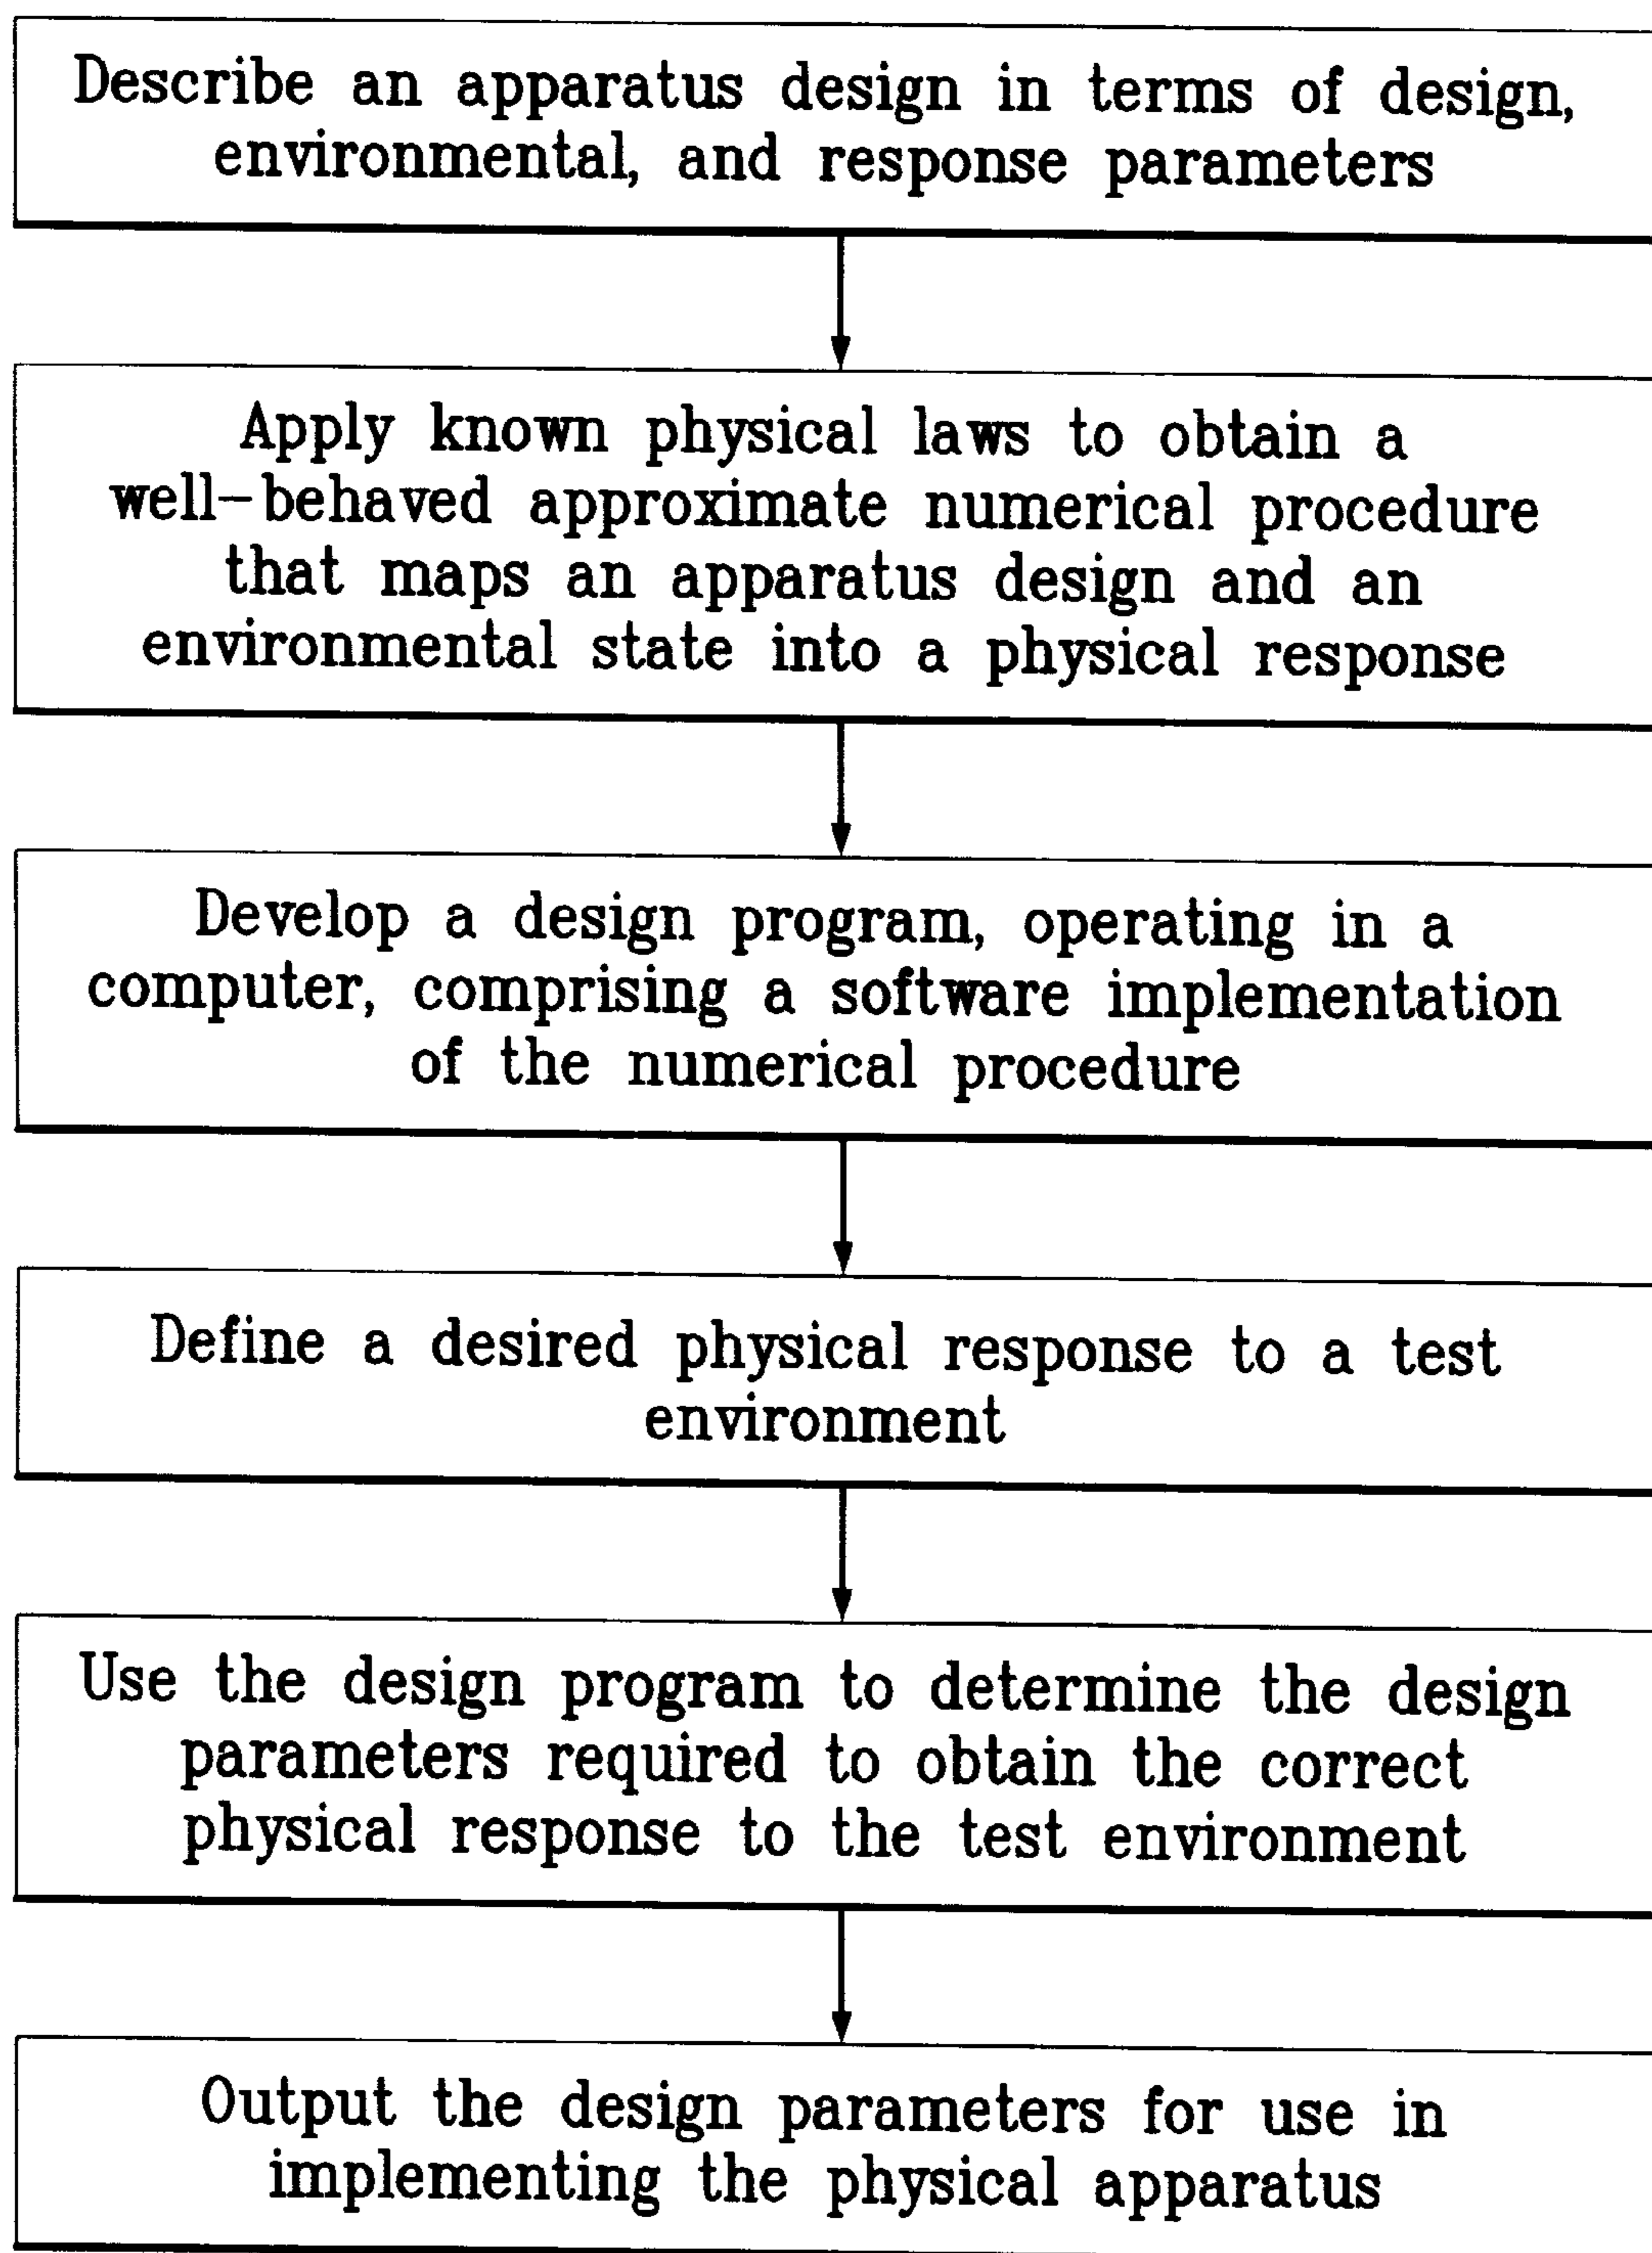 Describe an apparatus design in terms of design,
environmental, and response parameters
Apply known physical laws to obtain a
well-behaved approximate numerical procedure
that maps an apparatus design and an
environmental state into a physical response
Develop a design program, operating in a
computer, comprising a software implementation
of the numerical procedure
Define a desired physical response to a test
environment
Use the design program to determine the design
parameters required to obtain the correct
physical response to the test environment
Output the design parameters for use in
implementing the physical apparatus